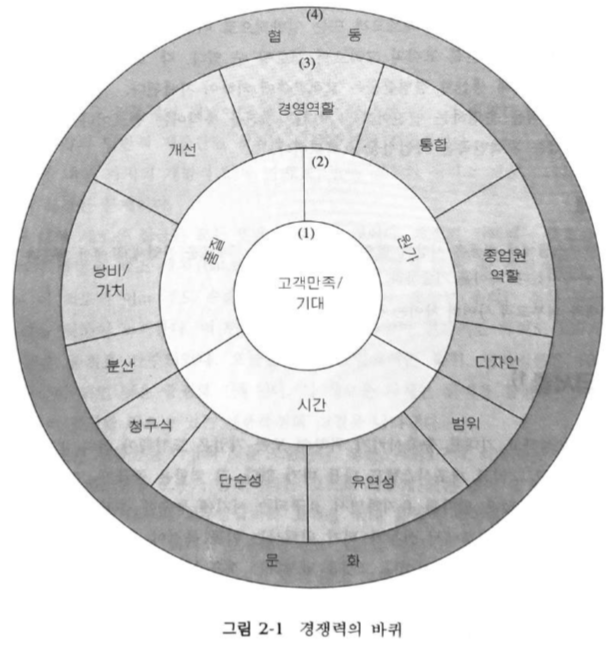 (4)
협 동
(3)
경영역할
개선
통합
(2)
품질
원가
(1)
고객만족/
기대
낭비/
가치
종업원
역할
분산
디자인
시간
청구식
범위
단순성
유연성
문 화
그림 2-1 경쟁력의 바퀴